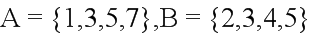 A = {1,3,5,7},B = {2,3,4,5}